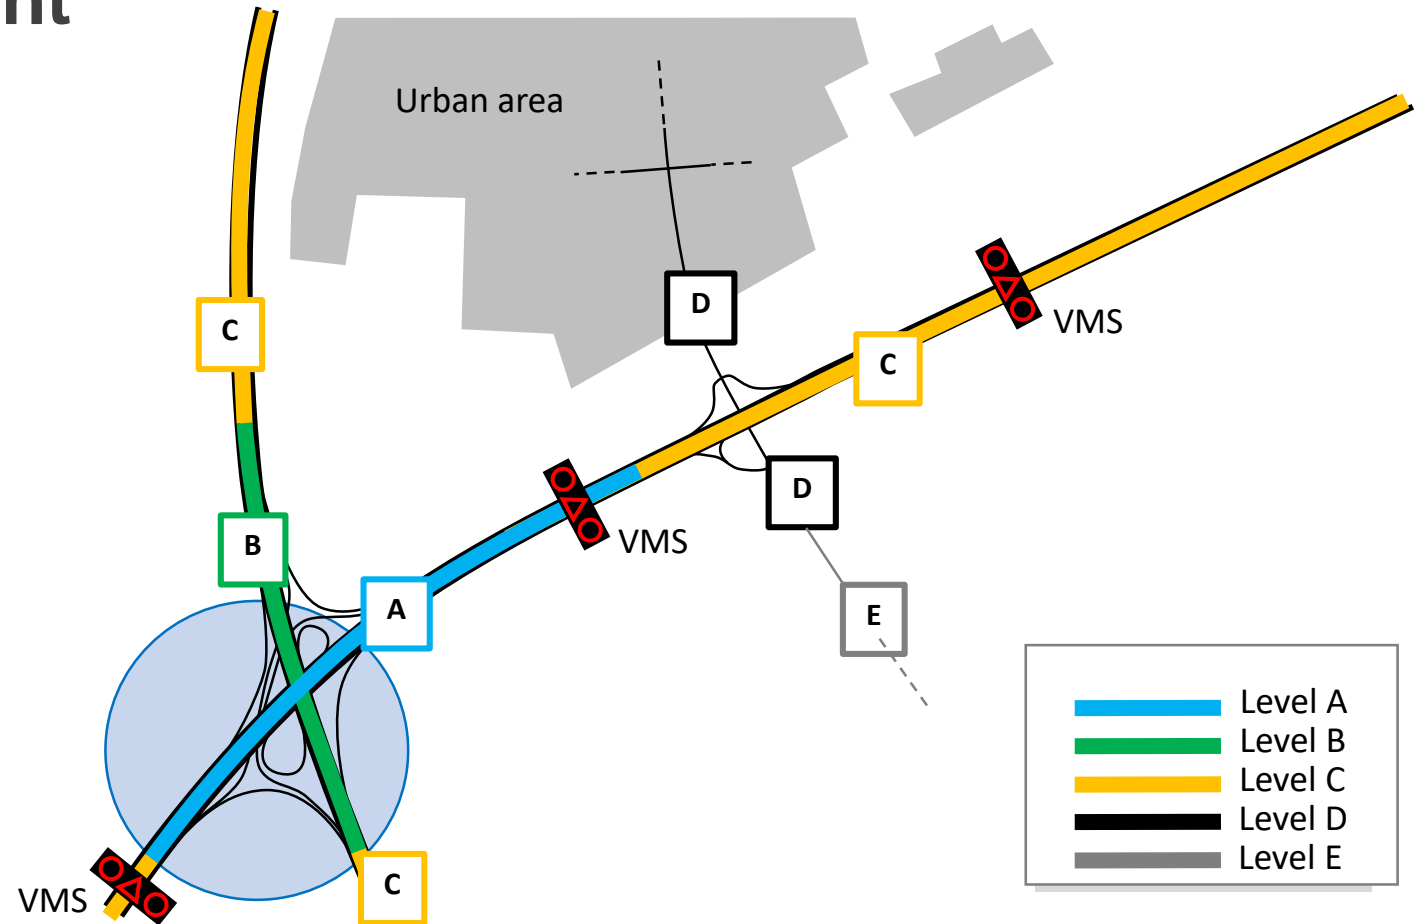 Urban area
D
VMS
C
C
D
VMS
B
A
E
Level A
Level B
Level C
Level D
Level E
C
VMS